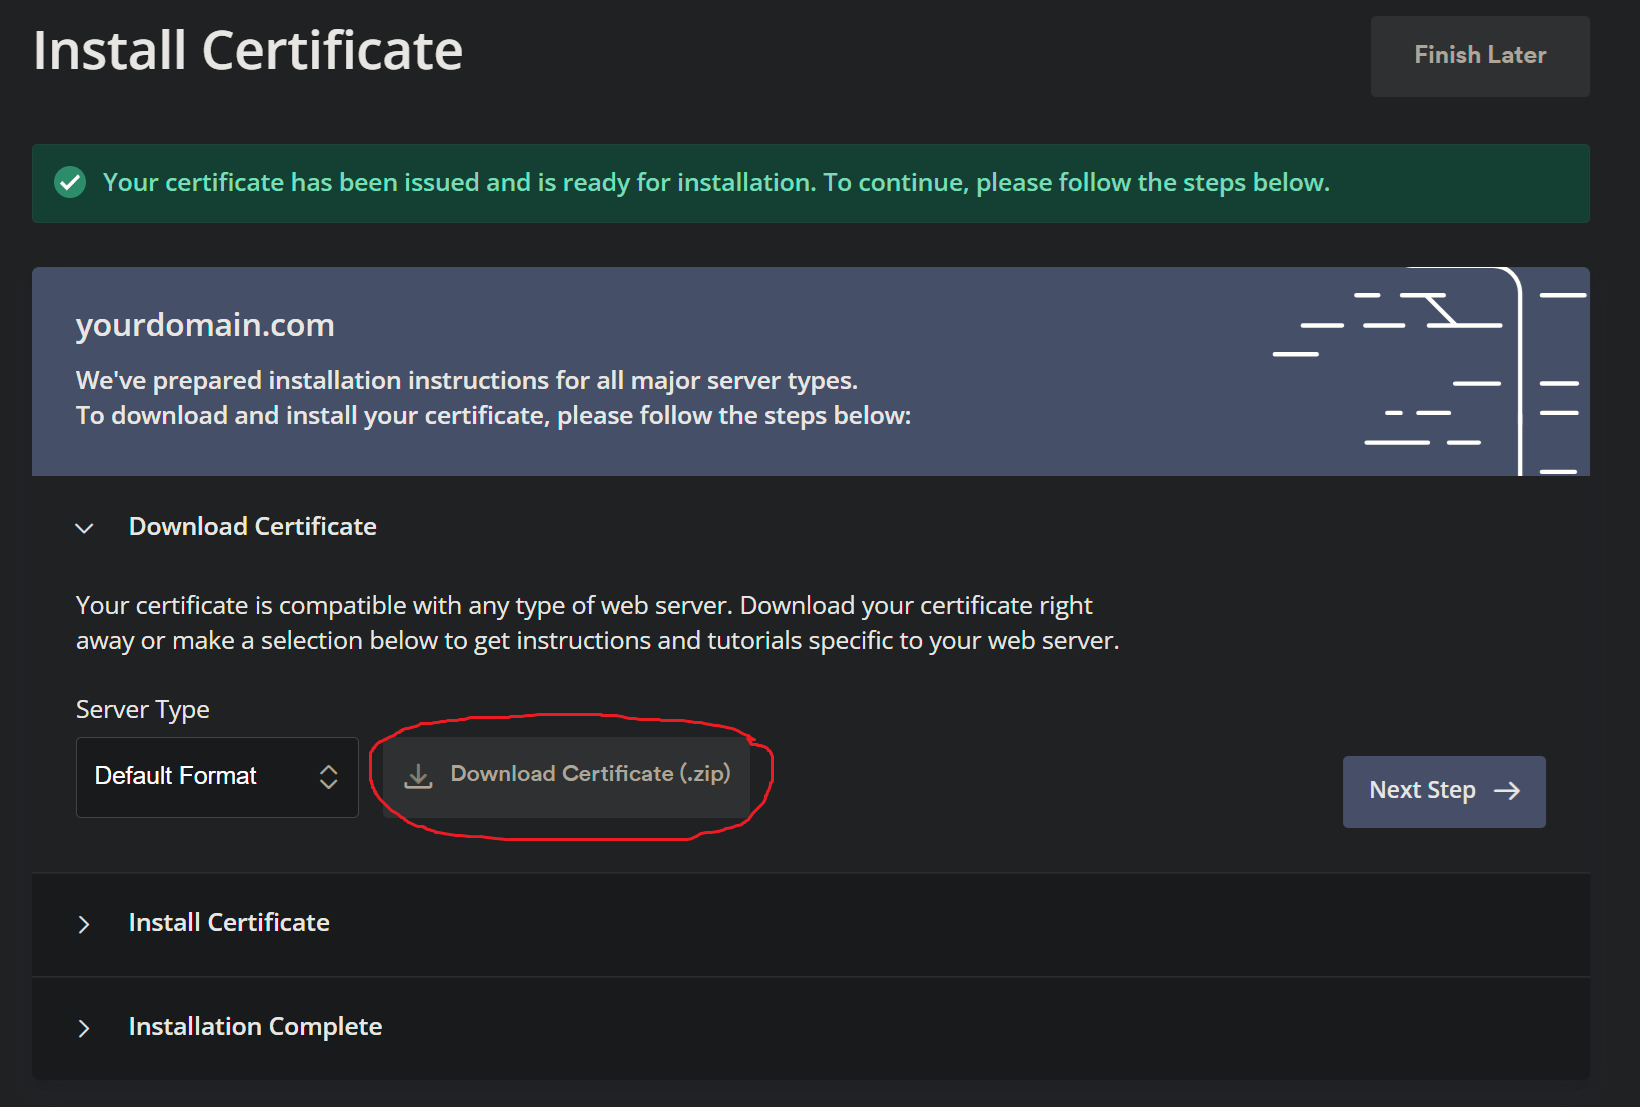 Install Certificate
Finish Later
Your certificate has been issued and is ready for installation. To continue, please follow the steps below.
yourdomain.com
We've prepared installation instructions for all major server types.
To download and install your certificate, please follow the steps below:
Download Certificate
Your certificate is compatible with any type of web server. Download your certificate right
away or make a selection below to get instructions and tutorials specific to your web server.
Server Type
Default Format
Download Certificate (.zip)
Next Step
Install Certificate
Installation Complete